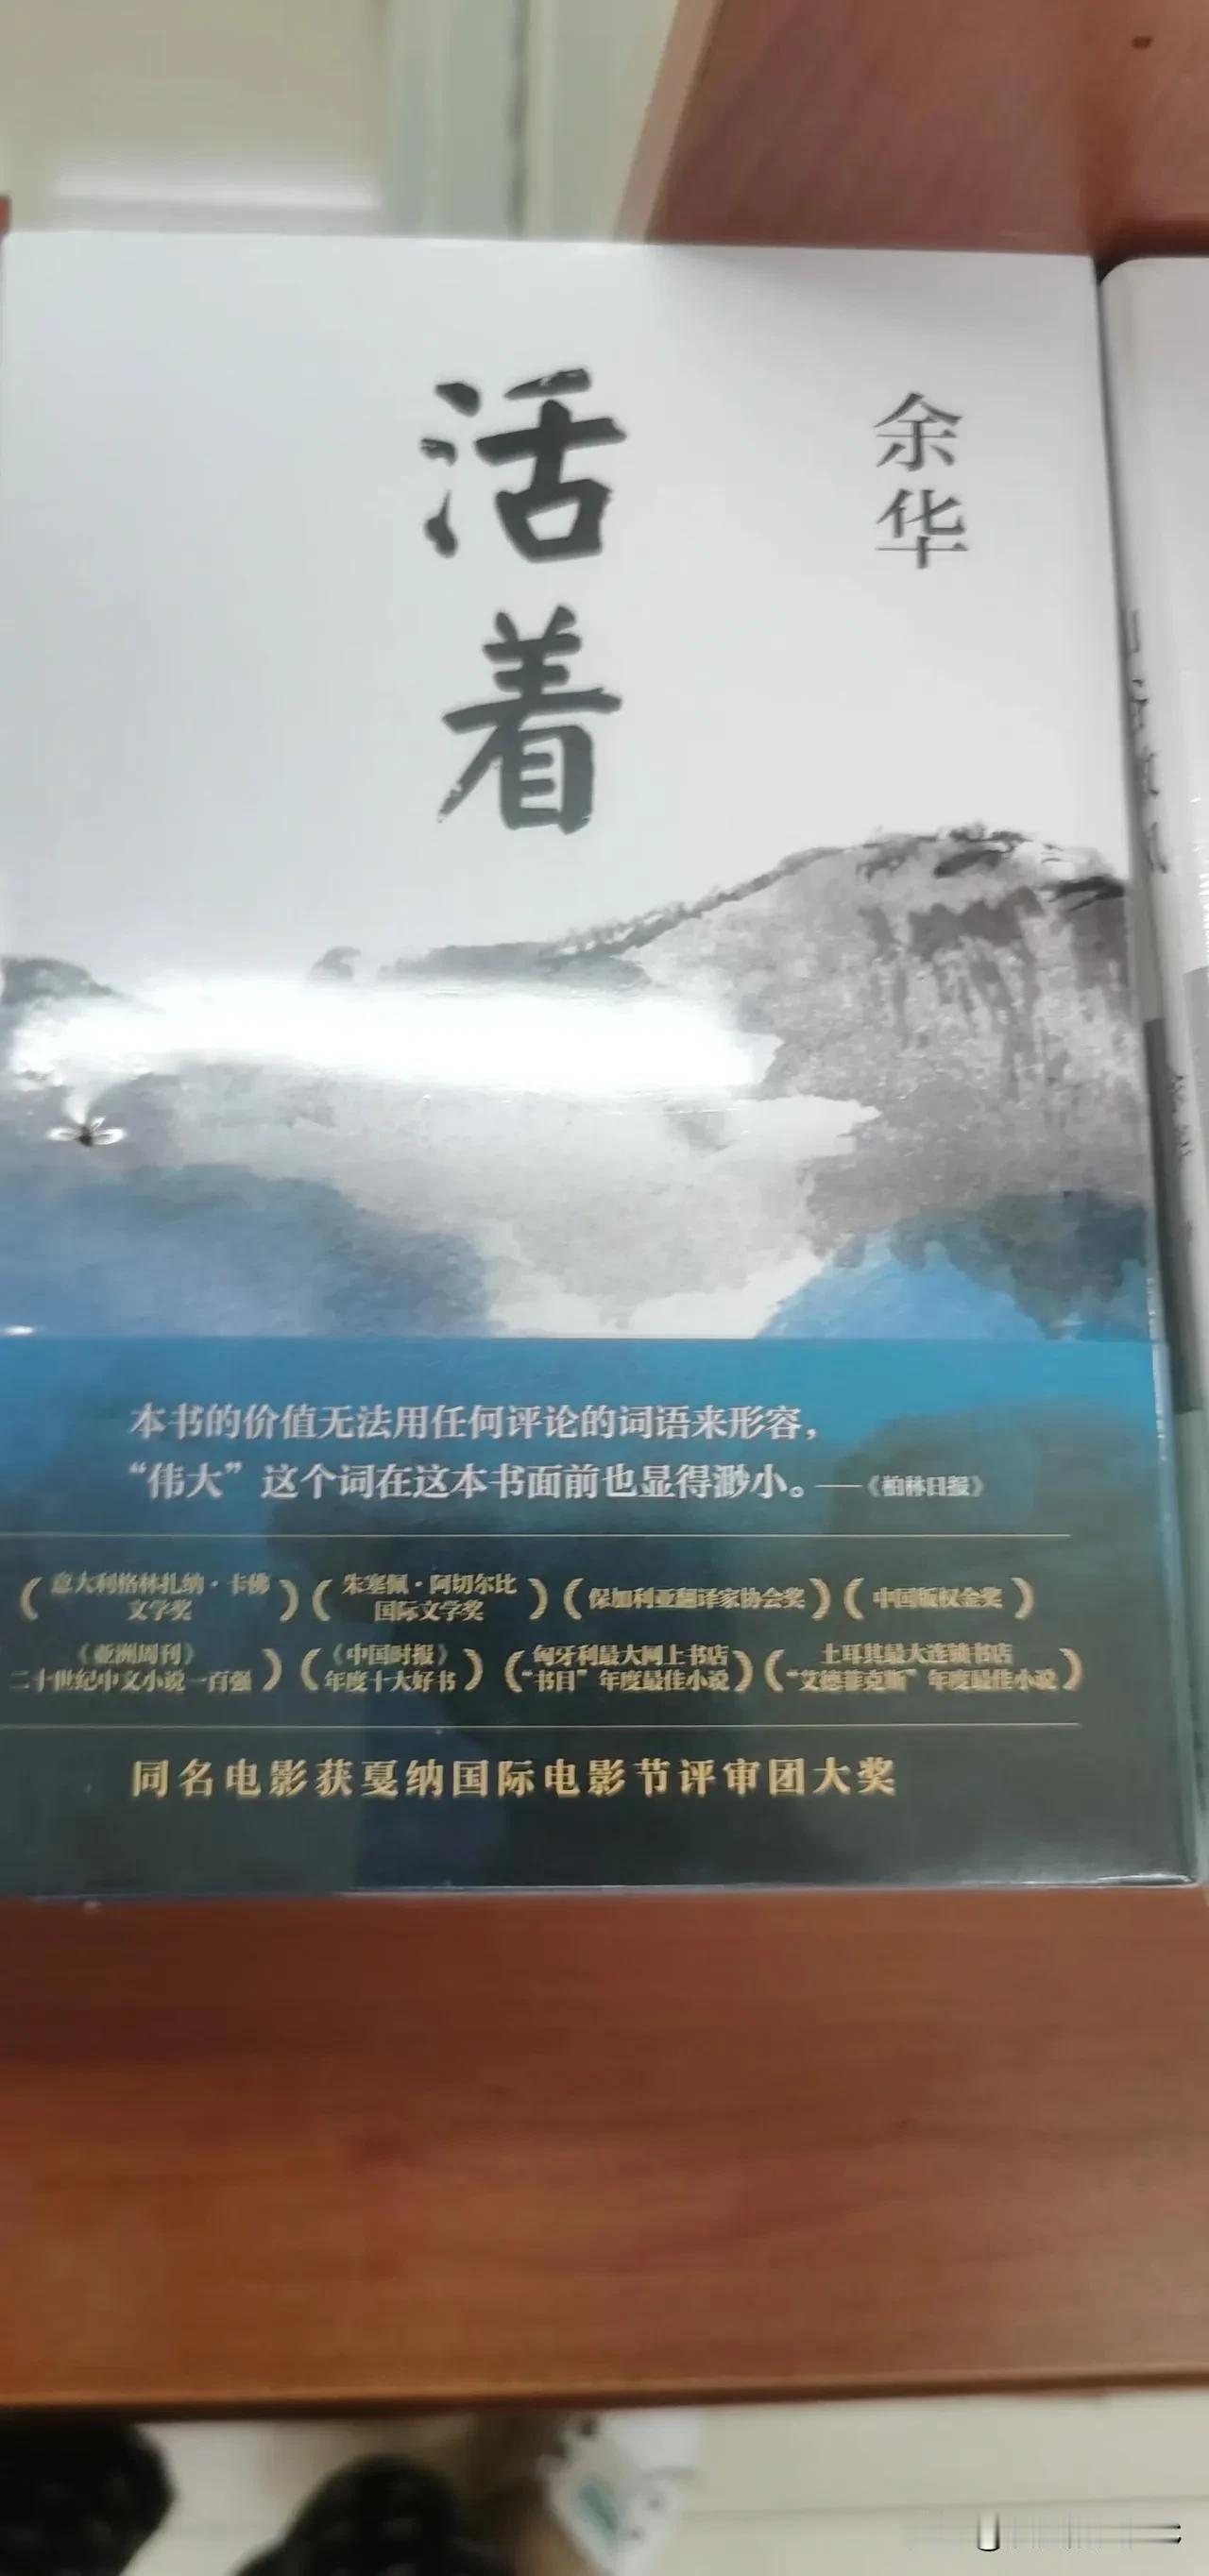 活着
余华
本书的价值无法用任何评论的词语来形容，
“伟大”这个词在这本书面前也显得渺小。——《柏林日报》
意大利格林扎纳·卡佛
文学奖
朱塞佩·阿切尔比
国际文学奖
保加利亚翻译家协会奖
中国版权金奖
《亚洲周刊》
二十世纪中文小说一百强
《中国时报》
年度十大好书
匈牙利最大网上书店
“书目”年度最佳小说
土耳其最大连锁书店
“艾德菲克斯”年度最佳小说
同名电影获戛纳国际电影节评审团大奖